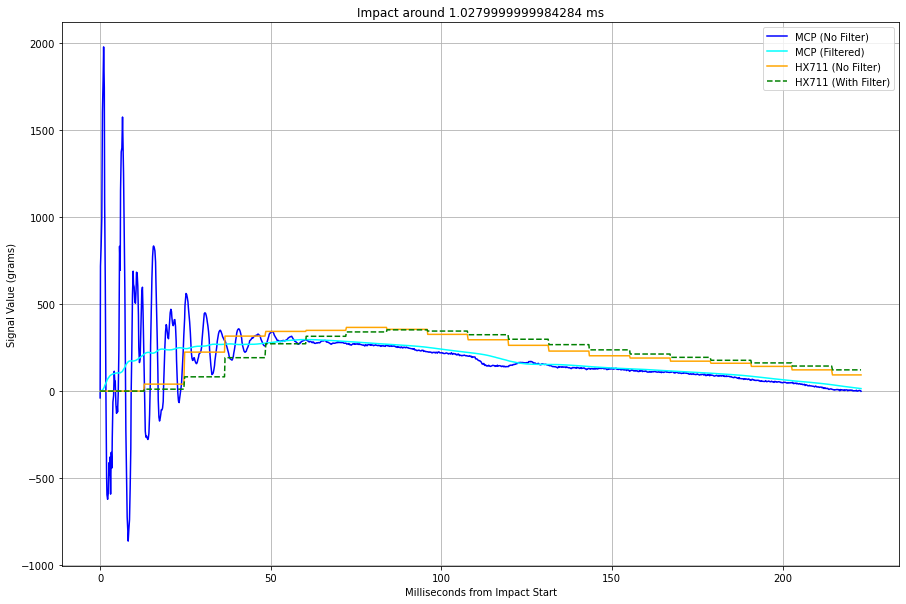 Impact around 1.0279999999984284 ms
MCP (No Filter)
MCP (Filtered)
HX711 (No Filter)
HX711 (With Filter)
Signal Value (grams)
2000
1500
1000
500
0
−500
−1000
0
50
100
150
200
Milliseconds from Impact Start